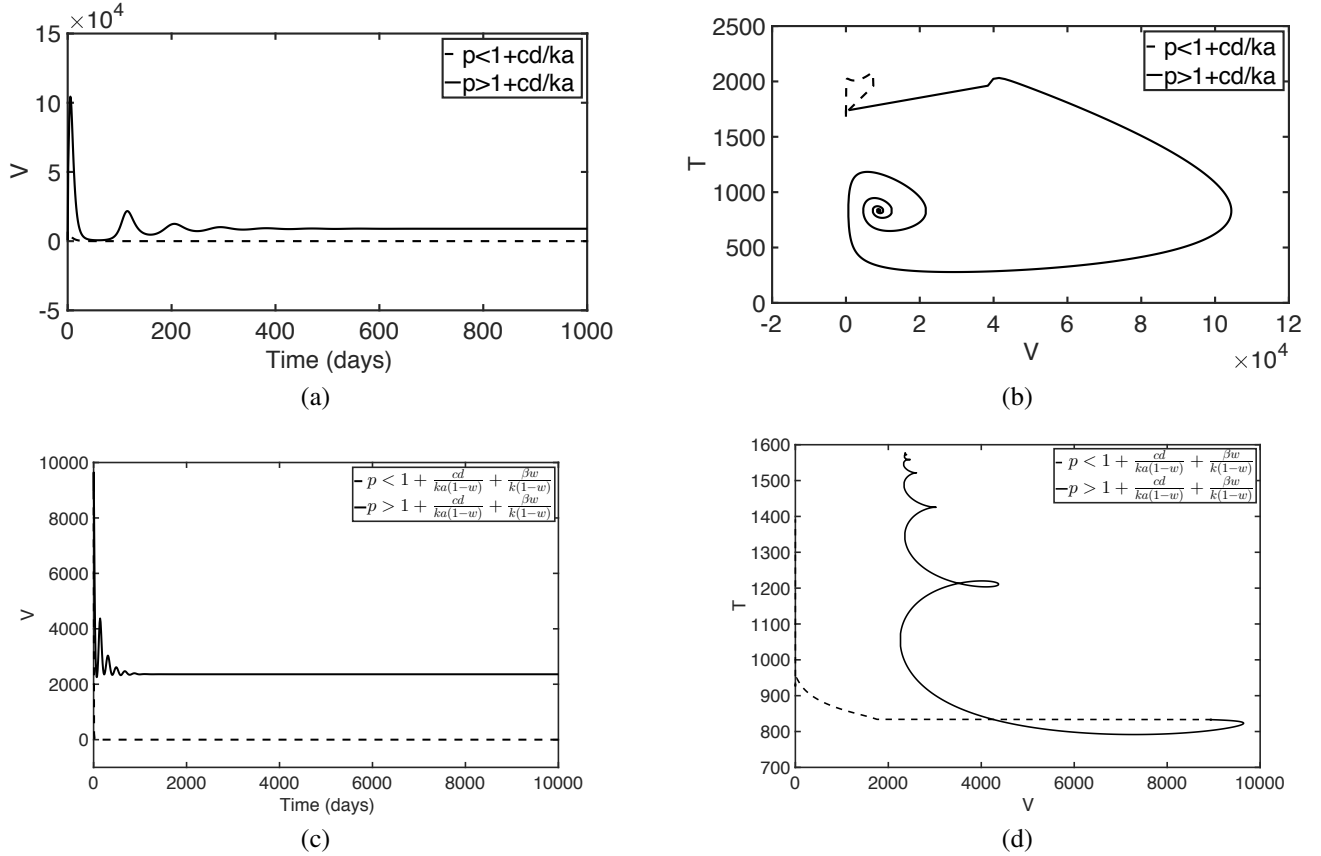 ×10⁴
15
10
5
0
-5
V
p<1+cd/ka
p>1+cd/ka
0 200 400 600 800 1000
Time (days)
(a)
2500
2000
1500
1000
500
0
T
p<1+cd/ka
p>1+cd/ka
-2 0 2 4 6 8 10 12
V
×10⁴
(b)
10000
8000
6000
4000
2000
0
V
p < 1 + cd/ka(1-w) + βw/k(1-w)
p > 1 + cd/ka(1-w) + βw/k(1-w)
0 2000 4000 6000 8000 10000
Time (days)
(c)
1600
1500
1400
1300
1200
1100
1000
900
800
700
T
p < 1 + cd/ka(1-w) + βw/k(1-w)
p > 1 + cd/ka(1-w) + βw/k(1-w)
0 2000 4000 6000 8000 10000
V
(d)